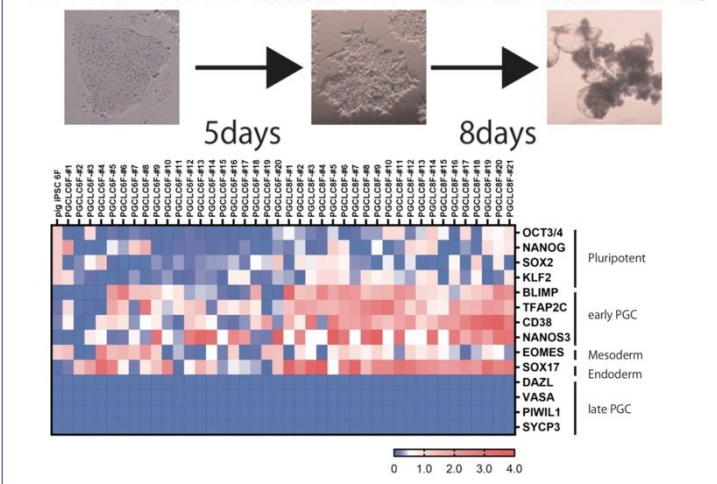 5days
8days
pig iPSC 6F
PGCLC6F-#1
PGCLC6F-#2
PGCLC6F-#3
PGCLC6F-#4
PGCLC6F-#5
PGCLC6F-#6
PGCLC6F-#7
PGCLC6F-#8
PGCLC6F-#9
PGCLC6F-#10
PGCLC6F-#11
PGCLC6F-#12
PGCLC6F-#13
PGCLC6F-#14
PGCLC6F-#15
PGCLC6F-#16
PGCLC6F-#17
PGCLC6F-#18
PGCLC6F-#19
PGCLC6F-#20
PGCLC8F-#1
PGCLC8F-#2
PGCLC8F-#3
PGCLC8F-#4
PGCLC8F-#5
PGCLC8F-#6
PGCLC8F-#7
PGCLC8F-#8
PGCLC8F-#9
PGCLC8F-#10
PGCLC8F-#11
PGCLC8F-#12
PGCLC8F-#13
PGCLC8F-#14
PGCLC8F-#15
PGCLC8F-#16
PGCLC8F-#17
PGCLC8F-#18
PGCLC8F-#19
PGCLC8F-#20
PGCLC8F-#21
OCT3/4
NANOG
SOX2
KLF2
BLIMP
TFAP2C
CD38
NANOS3
EOMES
SOX17
DAZL
VASA
PIWIL1
SYCP3
Pluripotent
early PGC
Mesoderm
Endoderm
late PGC
0 1.0 2.0 3.0 4.0